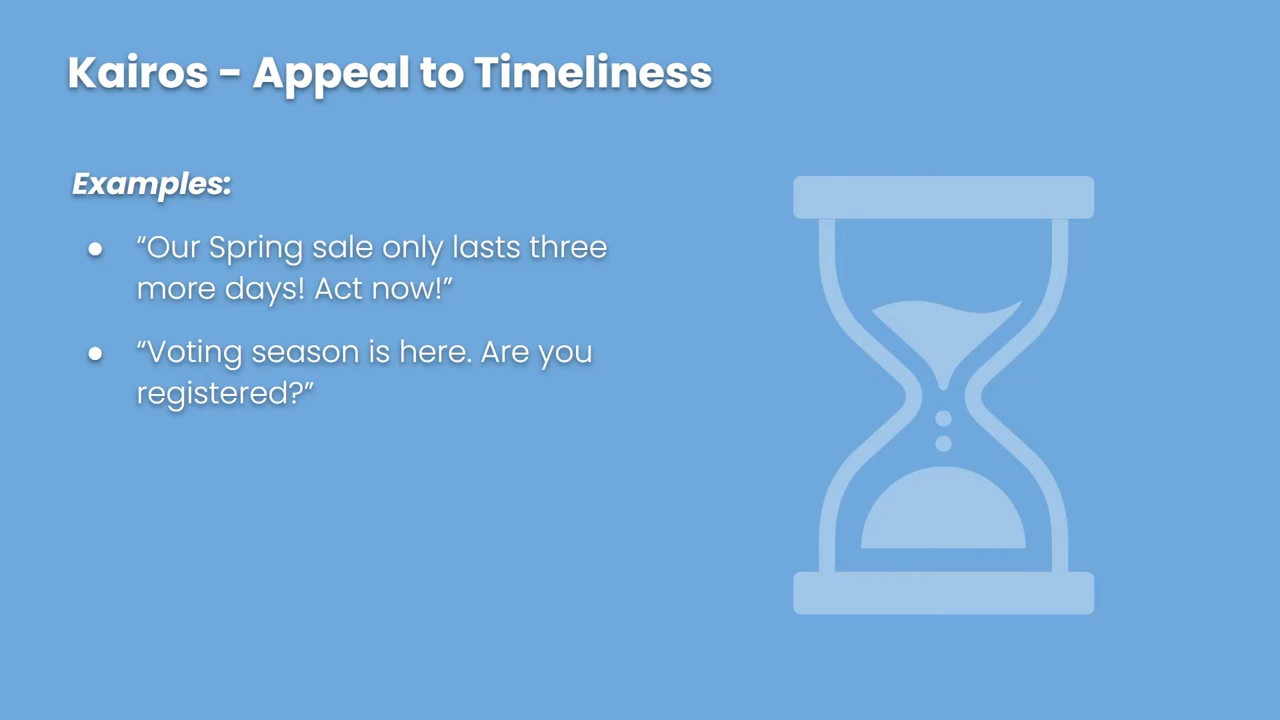 Kairos - Appeal to Timeliness
Examples:
● “Our Spring sale only lasts three
more days! Act now!”
● “Voting season is here. Are you
registered?”